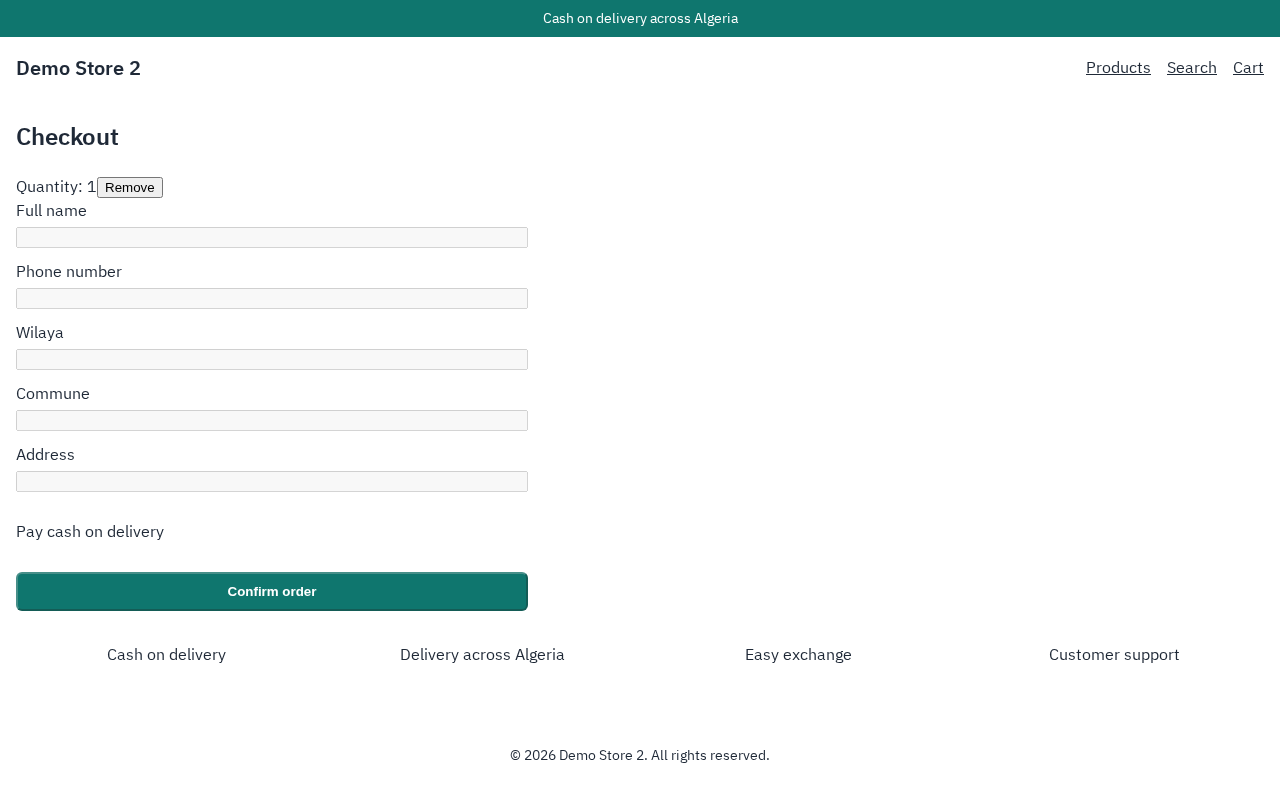 Cash on delivery across Algeria
Demo Store 2
Products Search Cart
Checkout
Quantity: 1 Remove
Full name
Phone number
Wilaya
Commune
Address
Pay cash on delivery
Confirm order
Cash on delivery Delivery across Algeria Easy exchange Customer support
© 2026 Demo Store 2. All rights reserved.